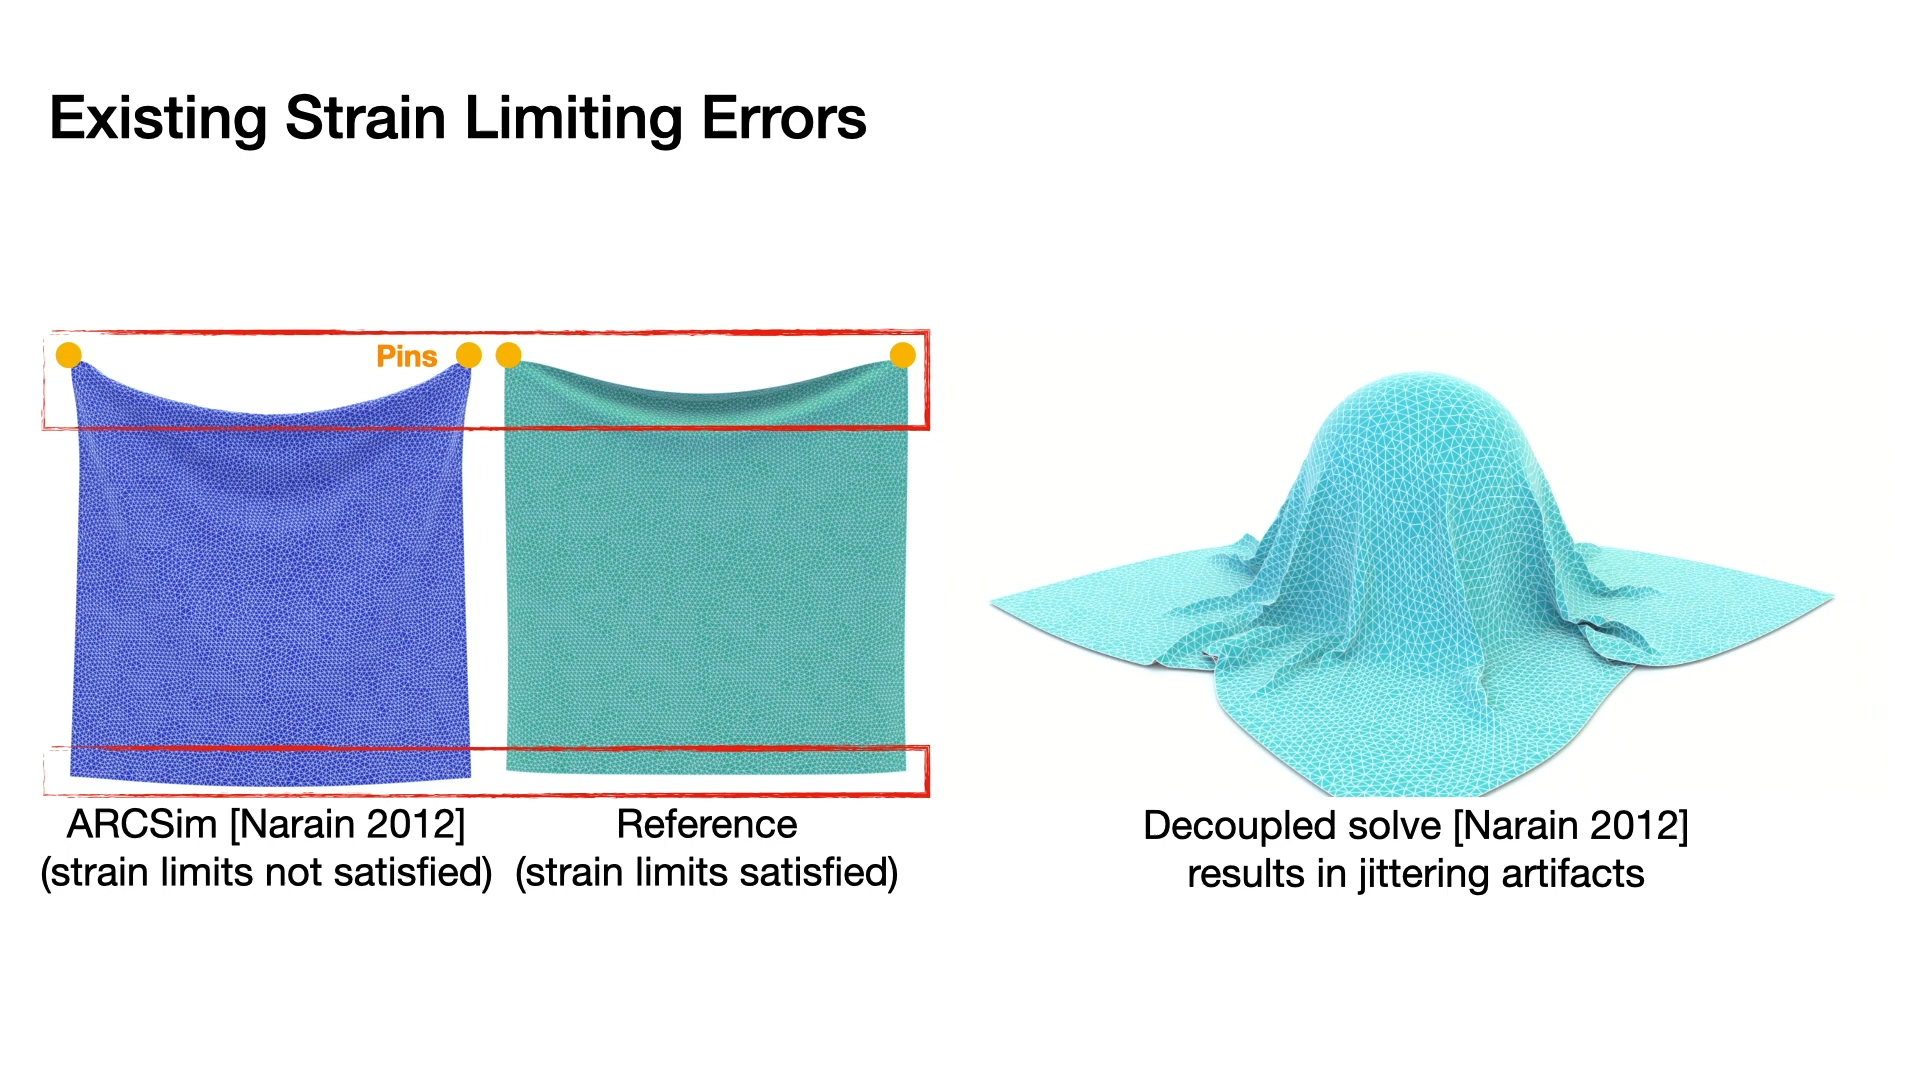 Existing Strain Limiting Errors
Pins
ARCSim [Narain 2012]
(strain limits not satisfied)
Reference
(strain limits satisfied)
Decoupled solve [Narain 2012]
results in jittering artifacts